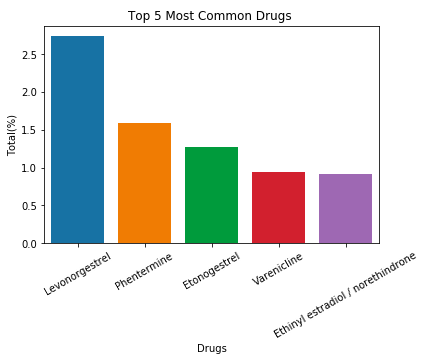 Top 5 Most Common Drugs
Total(%)
2.5
2.0
1.5
1.0
0.5
0.0
Levonorgestrel
Phentermine
Etonogestrel
Varenicline
Ethinyl estradiol / norethindrone
Drugs